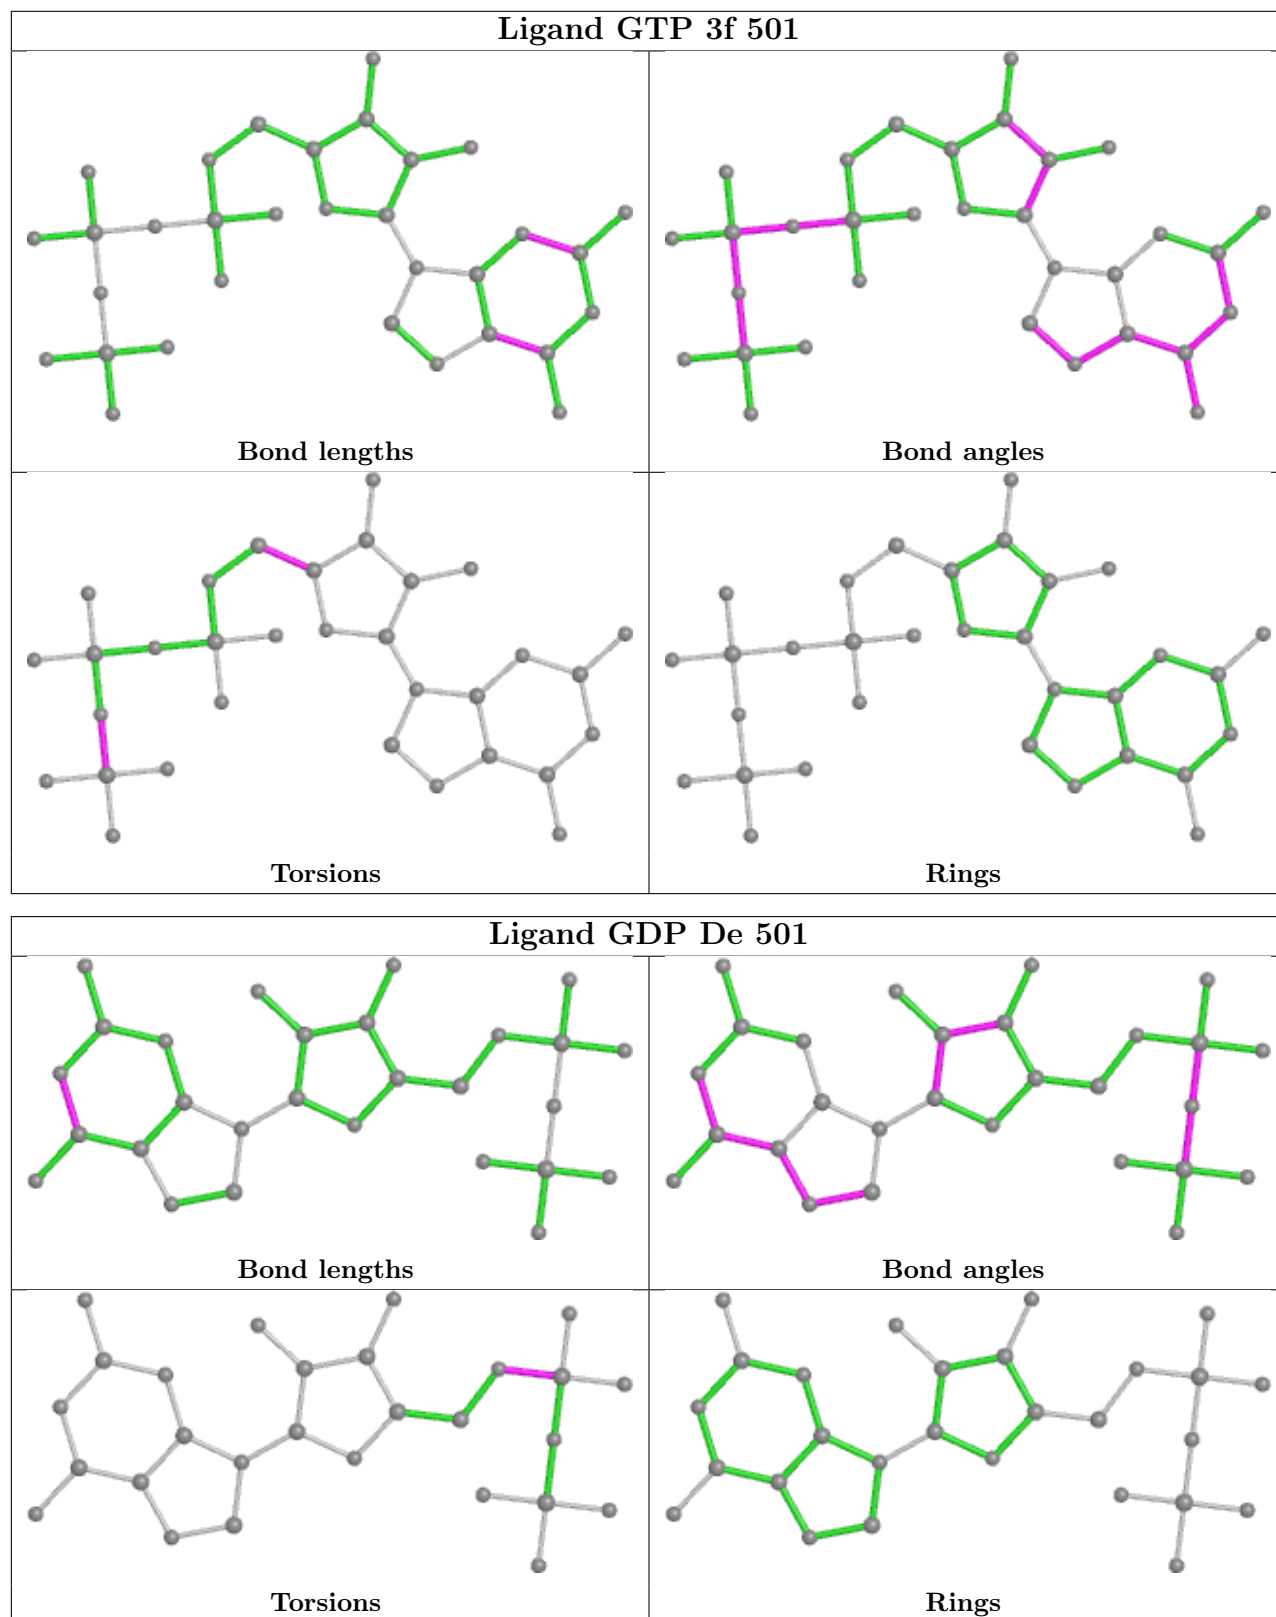 Ligand GTP 3f 501
Bond lengths
Bond angles
Torsions
Rings
Ligand GDP De 501
Bond lengths
Bond angles
Torsions
Rings